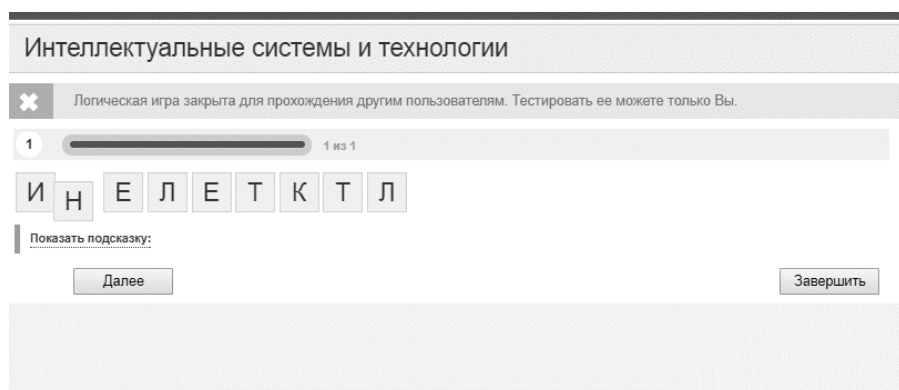 Интеллектуальные системы и технологии
Логическая игра закрыта для прохождения другим пользователям. Тестировать ее можете только Вы.
1 1 из 1
И Н Е Л Е Т К Т Л
Показать подсказку:
Далее Завершить